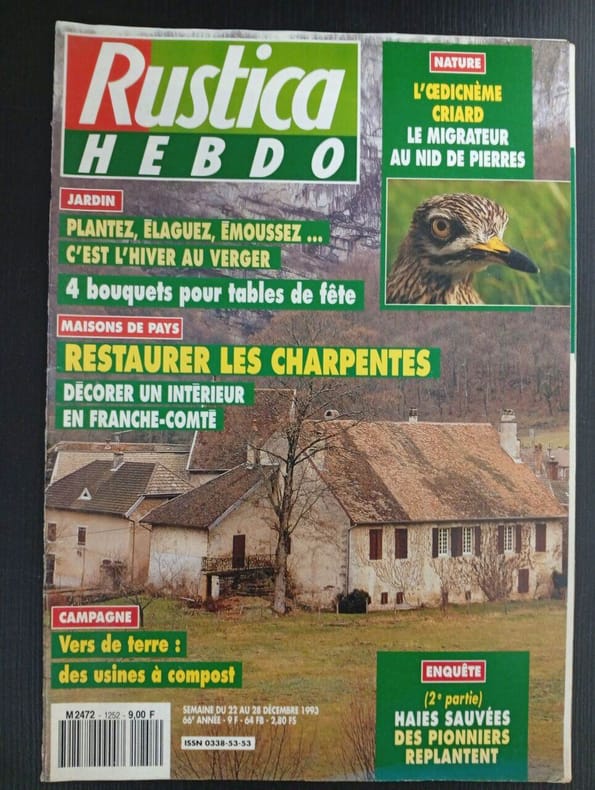 Rustica
HEBDO
NATURE
L'ŒDICNÈME
CRIARD
LE MIGRATEUR
AU NID DE PIERRES
JARDIN
PLANTEZ, ÉLAGUEZ, ÉMOUSSEZ ...
C'EST L'HIVER AU VERGER
4 bouquets pour tables de fête
MAISONS DE PAYS
RESTAURER LES CHARPENTES
DÉCORER UN INTÉRIEUR
EN FRANCHE-COMTÉ
CAMPAGNE
Vers de terre :
des usines à compost
M 2472 - 1252 - 9,00 F
SEMAINE DU 22 AU 28 DÉCEMBRE 1993
66e ANNÉE - 9 F - 64 FB - 2,80 FS
ISSN 0338-53-53
ENQUÊTE
(2e partie)
HAIES SAUVÉES
DES PIONNIERS
REPLANTENT